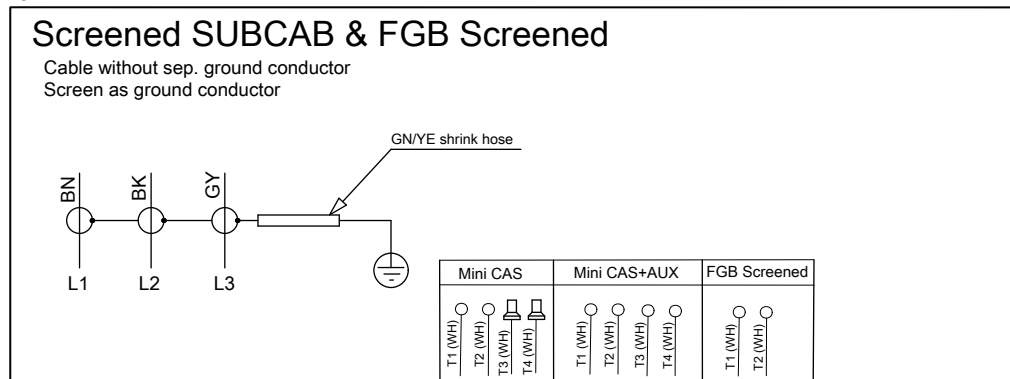 Screened SUBCAB & FGB Screened
Cable without sep. ground conductor
Screen as ground conductor
GN/YE shrink hose
BN BK GY
L1 L2 L3
Mini CAS Mini CAS+AUX FGB Screened
T1 (WH) T2 (WH) T3 (WH) T4 (WH) T1 (WH) T2 (WH) T3 (WH) T4 (WH) T1 (WH) T2 (WH)